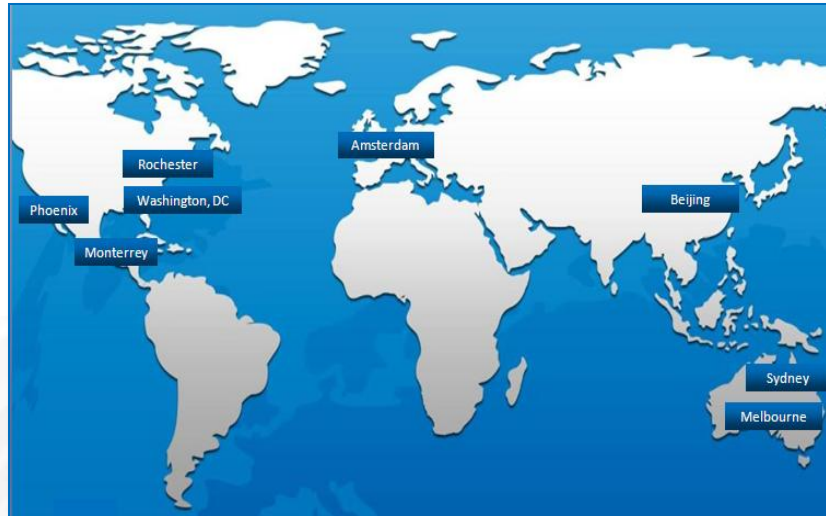 Amsterdam
Rochester
Washington, DC
Beijing
Phoenix
Monterrey
Sydney
Melbourne